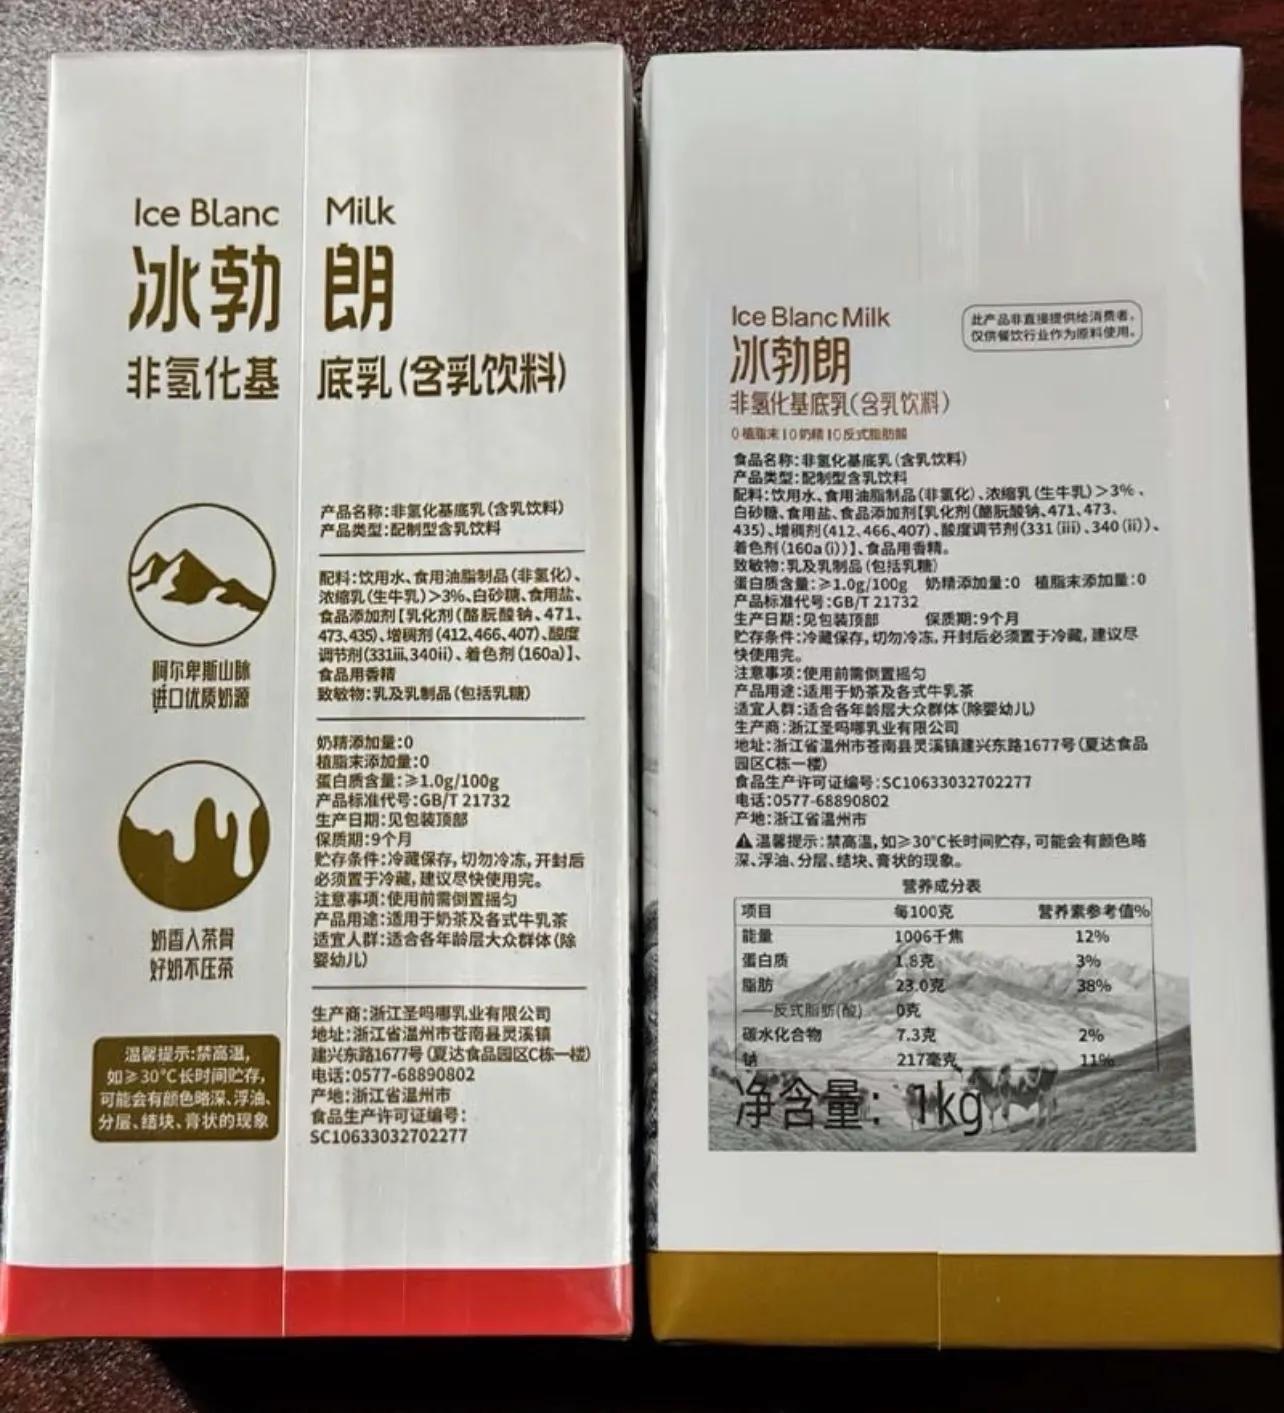 Ice Blanc Milk
冰勃朗
非氢化基底乳(含乳饮料)
产品名称:非氢化基底乳(含乳饮料)
产品类型:配制型含乳饮料
配料:饮用水、食用油脂制品(非氢化)、
浓缩乳(生牛乳)>3%、白砂糖、食用盐、
食品添加剂【乳化剂(酪朊酸钠、471、
473、435)、增稠剂(412、466、407)、酸度
调节剂(331iii、340ii)、着色剂(160a)】、
食品用香精
致敏物:乳及乳制品(包括乳糖)
阿尔卑斯山脉
进口优质奶源
奶精添加量:0
植脂末添加量:0
蛋白质含量:≥1.0g/100g
产品标准代号:GB/T 21732
生产日期:见包装顶部
保质期:9个月
贮存条件:冷藏保存,切勿冷冻,开封后
必须置于冷藏,建议尽快使用完。
注意事项:使用前需倒置摇匀
产品用途:适用于奶茶及各式牛乳茶
适宜人群:适合各年龄层大众群体(除
婴幼儿)
奶香入茶骨
好奶不压茶
生产商:浙江圣吗哪乳业有限公司
地址:浙江省温州市苍南县灵溪镇
建兴东路1677号(夏达食品园区C栋一楼)
电话:0577-68890802
产地:浙江省温州市
食品生产许可证编号:
SC10633032702277
温馨提示:禁高温,
如≥30°C长时间贮存,
可能会有颜色略深、浮油、
分层、结块、膏状的现象
Ice Blanc Milk
此产品非直接提供给消费者,
仅供餐饮行业作为原料使用。
冰勃朗
非氢化基底乳(含乳饮料)
0植脂末|0奶精|0反式脂肪酸
食品名称:非氢化基底乳(含乳饮料)
产品类型:配制型含乳饮料
配料:饮用水、食用油脂制品(非氢化)、浓缩乳(生牛乳)>3%、
白砂糖、食用盐、食品添加剂【乳化剂(酪朊酸钠、471、473、
435)、增稠剂(412、466、407)、酸度调节剂(331(iii)、340(ii))、
着色剂(160a(i))】、食品用香精。
致敏物:乳及乳制品(包括乳糖)
蛋白质含量:≥1.0g/100g 奶精添加量:0 植脂末添加量:0
产品标准代号:GB/T 21732
生产日期:见包装顶部 保质期:9个月
贮存条件:冷藏保存,切勿冷冻,开封后必须置于冷藏,建议尽
快使用完。
注意事项:使用前需倒置摇匀
产品用途:适用于奶茶及各式牛乳茶
适宜人群:适合各年龄层大众群体(除婴幼儿)
生产商:浙江圣吗哪乳业有限公司
地址:浙江省温州市苍南县灵溪镇建兴东路1677号(夏达食品
园区C栋一楼)
食品生产许可证编号:SC10633032702277
电话:0577-68890802
产地:浙江省温州市
温馨提示:禁高温,如≥30°C长时间贮存,可能会有颜色略
深、浮油、分层、结块、膏状的现象。
营养成分表
项目 每100克 营养素参考值%
能量 1006千焦 12%
蛋白质 1.8克 3%
脂肪 23.0克 38%
——反式脂肪(酸) 0克
碳水化合物 7.3克 2%
钠 217毫克 11%
净含量: 1kg